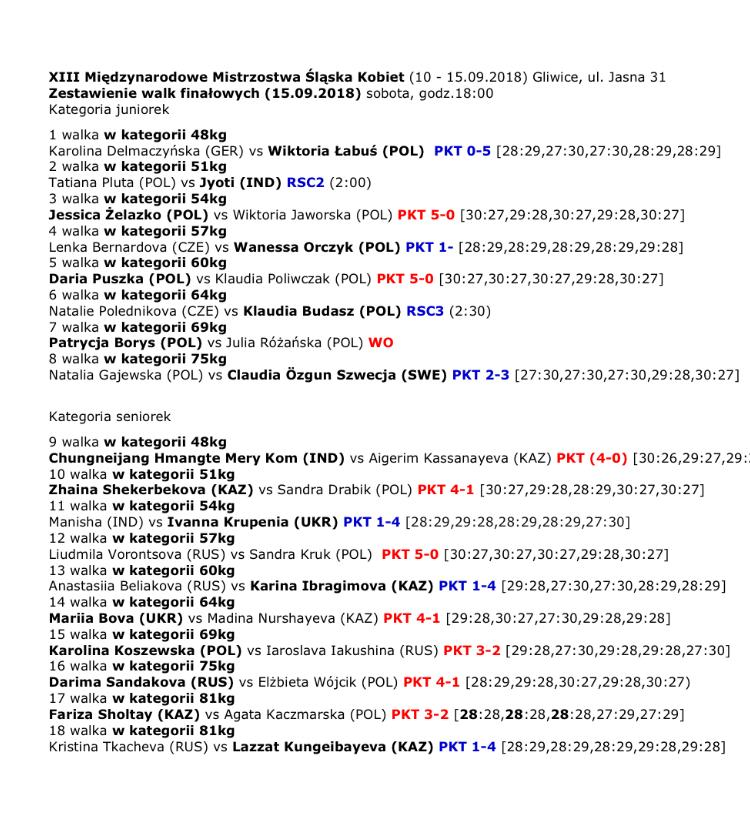 XIII Międzynarodowe Mistrzostwa Śląska Kobiet (10 - 15.09.2018) Gliwice, ul. Jasna 31
Zestawienie walk finałowych (15.09.2018) sobota, godz.18:00
Kategoria juniorek
1 walka w kategorii 48kg
Karolina Delmaczyńska (GER) vs Wiktoria Łabuś (POL) PKT 0-5 [28:29,27:30,27:30,28:29,28:29]
2 walka w kategorii 51kg
Tatiana Pluta (POL) vs Jyoti (IND) RSC2 (2:00)
3 walka w kategorii 54kg
Jessica Żelazko (POL) vs Wiktoria Jaworska (POL) PKT 5-0 [30:27,29:28,30:27,29:28,30:27]
4 walka w kategorii 57kg
Lenka Bernardova (CZE) vs Wanessa Orczyk (POL) PKT 1- [28:29,28:29,28:29,28:29,29:28]
5 walka w kategorii 60kg
Daria Puszka (POL) vs Klaudia Poliwczak (POL) PKT 5-0 [30:27,30:27,30:27,29:28,30:27]
6 walka w kategorii 64kg
Natalie Polednikova (CZE) vs Klaudia Budasz (POL) RSC3 (2:30)
7 walka w kategorii 69kg
Patrycja Borys (POL) vs Julia Różańska (POL) WO
8 walka w kategorii 75kg
Natalia Gajewska (POL) vs Claudia Özgun Szwecja (SWE) PKT 2-3 [27:30,27:30,27:30,29:28,30:27]
Kategoria seniorek
9 walka w kategorii 48kg
Chungneijang Hmangte Mery Kom (IND) vs Aigerim Kassanayeva (KAZ) PKT (4-0) [30:26,29:27,29:
10 walka w kategorii 51kg
Zhaina Shekerbekova (KAZ) vs Sandra Drabik (POL) PKT 4-1 [30:27,29:28,28:29,30:27,30:27]
11 walka w kategorii 54kg
Manisha (IND) vs Ivanna Krupenia (UKR) PKT 1-4 [28:29,29:28,28:29,28:29,27:30]
12 walka w kategorii 57kg
Liudmila Vorontsova (RUS) vs Sandra Kruk (POL) PKT 5-0 [30:27,30:27,30:27,29:28,30:27]
13 walka w kategorii 60kg
Anastasiia Beliakova (RUS) vs Karina Ibragimova (KAZ) PKT 1-4 [29:28,27:30,27:30,28:29,28:29]
14 walka w kategorii 64kg
Mariia Bova (UKR) vs Madina Nurshayeva (KAZ) PKT 4-1 [29:28,30:27,27:30,29:28,29:28]
15 walka w kategorii 69kg
Karolina Koszewska (POL) vs Iaroslava Iakushina (RUS) PKT 3-2 [29:28,27:30,29:28,29:28,27:30]
16 walka w kategorii 75kg
Darima Sandakova (RUS) vs Elżbieta Wójcik (POL) PKT 4-1 [28:29,29:28,30:27,29:28,30:27)
17 walka w kategorii 81kg
Fariza Sholtay (KAZ) vs Agata Kaczmarska (POL) PKT 3-2 [28:28,28:28,28:28,27:29,27:29]
18 walka w kategorii 81kg
Kristina Tkacheva (RUS) vs Lazzat Kungeibayeva (KAZ) PKT 1-4 [28:29,28:29,28:29,28:29,29:28]